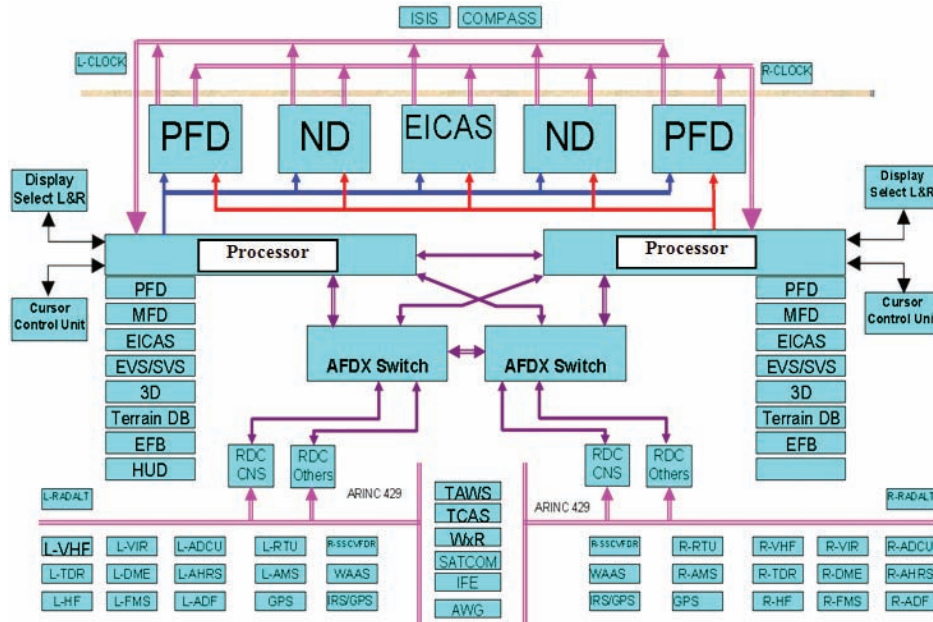 ISIS
COMPASS
L-CLOCK
R-CLOCK
PFD
ND
EICAS
ND
PFD
Display
Select L&R
Display
Select L&R
Processor
Processor
Cursor
Control Unit
Cursor
Control Unit
PFD
MFD
EICAS
EVS/SVS
3D
Terrain DB
EFB
HUD
PFD
MFD
EICAS
EVS/SVS
3D
Terrain DB
EFB
AFDX Switch
AFDX Switch
RDC
CNS
RDC
Others
RDC
CNS
RDC
Others
L-RADALT
ARINC 429
ARINC 429
R-RADALT
TAWS
TCAS
WxR
SATCOM
IFE
AWG
L-VHF
L-VIR
L-ADCU
L-RTU
R-SSCVFDR
L-TDR
L-DME
L-AHRS
L-AMS
WAAS
L-HF
L-FMS
L-ADF
GPS
IRS/GPS
R-SSCVFDR
R-RTU
R-VHF
R-VIR
R-ADCU
WAAS
R-AMS
R-TDR
R-DME
R-AHRS
IRS/GPS
GPS
R-HF
R-FMS
R-ADF